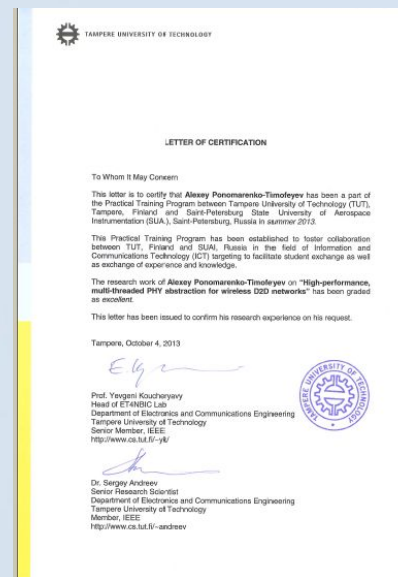 TAMPERE UNIVERSITY OF TECHNOLOGY
LETTER OF CERTIFICATION
To Whom It May Concern
This letter is to certify that Alexey Ponomarenko-Timofeyev has been a part of
the Practical Training Program between Tampere University of Technology (TUT),
Tampere, Finland and Saint-Petersburg State University of Aerospace
Instrumentation (SUA.), Saint-Petersburg, Russia in summer 2013.
This Practical Training Program has been established to foster collaboration
between TUT, Finland and SUAI, Russia in the field of Information and
Communications Technology (ICT) targeting to facilitate student exchange as well
as exchange of experience and knowledge.
The research work of Alexey Ponomarenko-Timofeyev on "High-performance,
multi-threaded PHY abstraction for wireless D2D networks" has been graded
as excellent.
This letter has been issued to confirm his research experience on his request.
Tampere, October 4, 2013
Prof. Yevgeni Koucheryavy
Head of ET4NBIC Lab
Department of Electronics and Communications Engineering
Tampere University of Technology
Senior Member, IEEE
http://www.cs.tut.fi/~yk/
TAMPERE UNIVERSITY OF TECHNOLOGY
Dr. Sergey Andreev
Senior Research Scientist
Department of Electronics and Communications Engineering
Tampere University of Technology
Member, IEEE
http://www.cs.tut.fi/~andreev